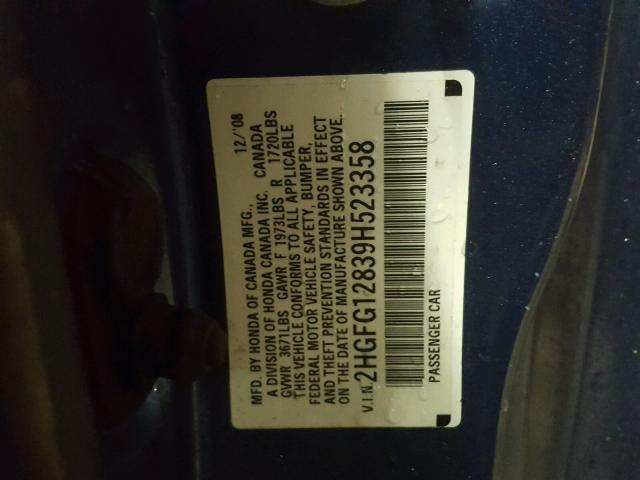 MFD. BY HONDA OF CANADA MFG., 12/'08
A DIVISION OF HONDA CANADA INC. CANADA
GVWR 3671LBS GAWR F 1973LBS R 1720LBS
THIS VEHICLE CONFORMS TO ALL APPLICABLE
FEDERAL MOTOR VEHICLE SAFETY, BUMPER,
AND THEFT PREVENTION STANDARDS IN EFFECT
ON THE DATE OF MANUFACTURE SHOWN ABOVE.
V.I.N. 2HGFG12839H523358
PASSENGER CAR